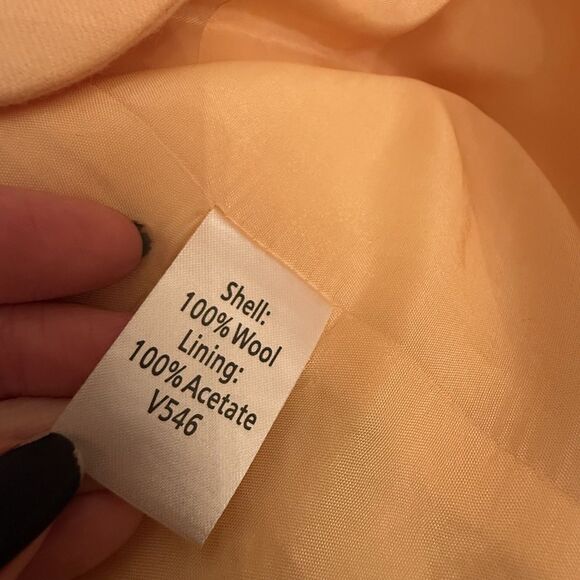 Shell:
100% Wool
Lining:
100% Acetate
V546